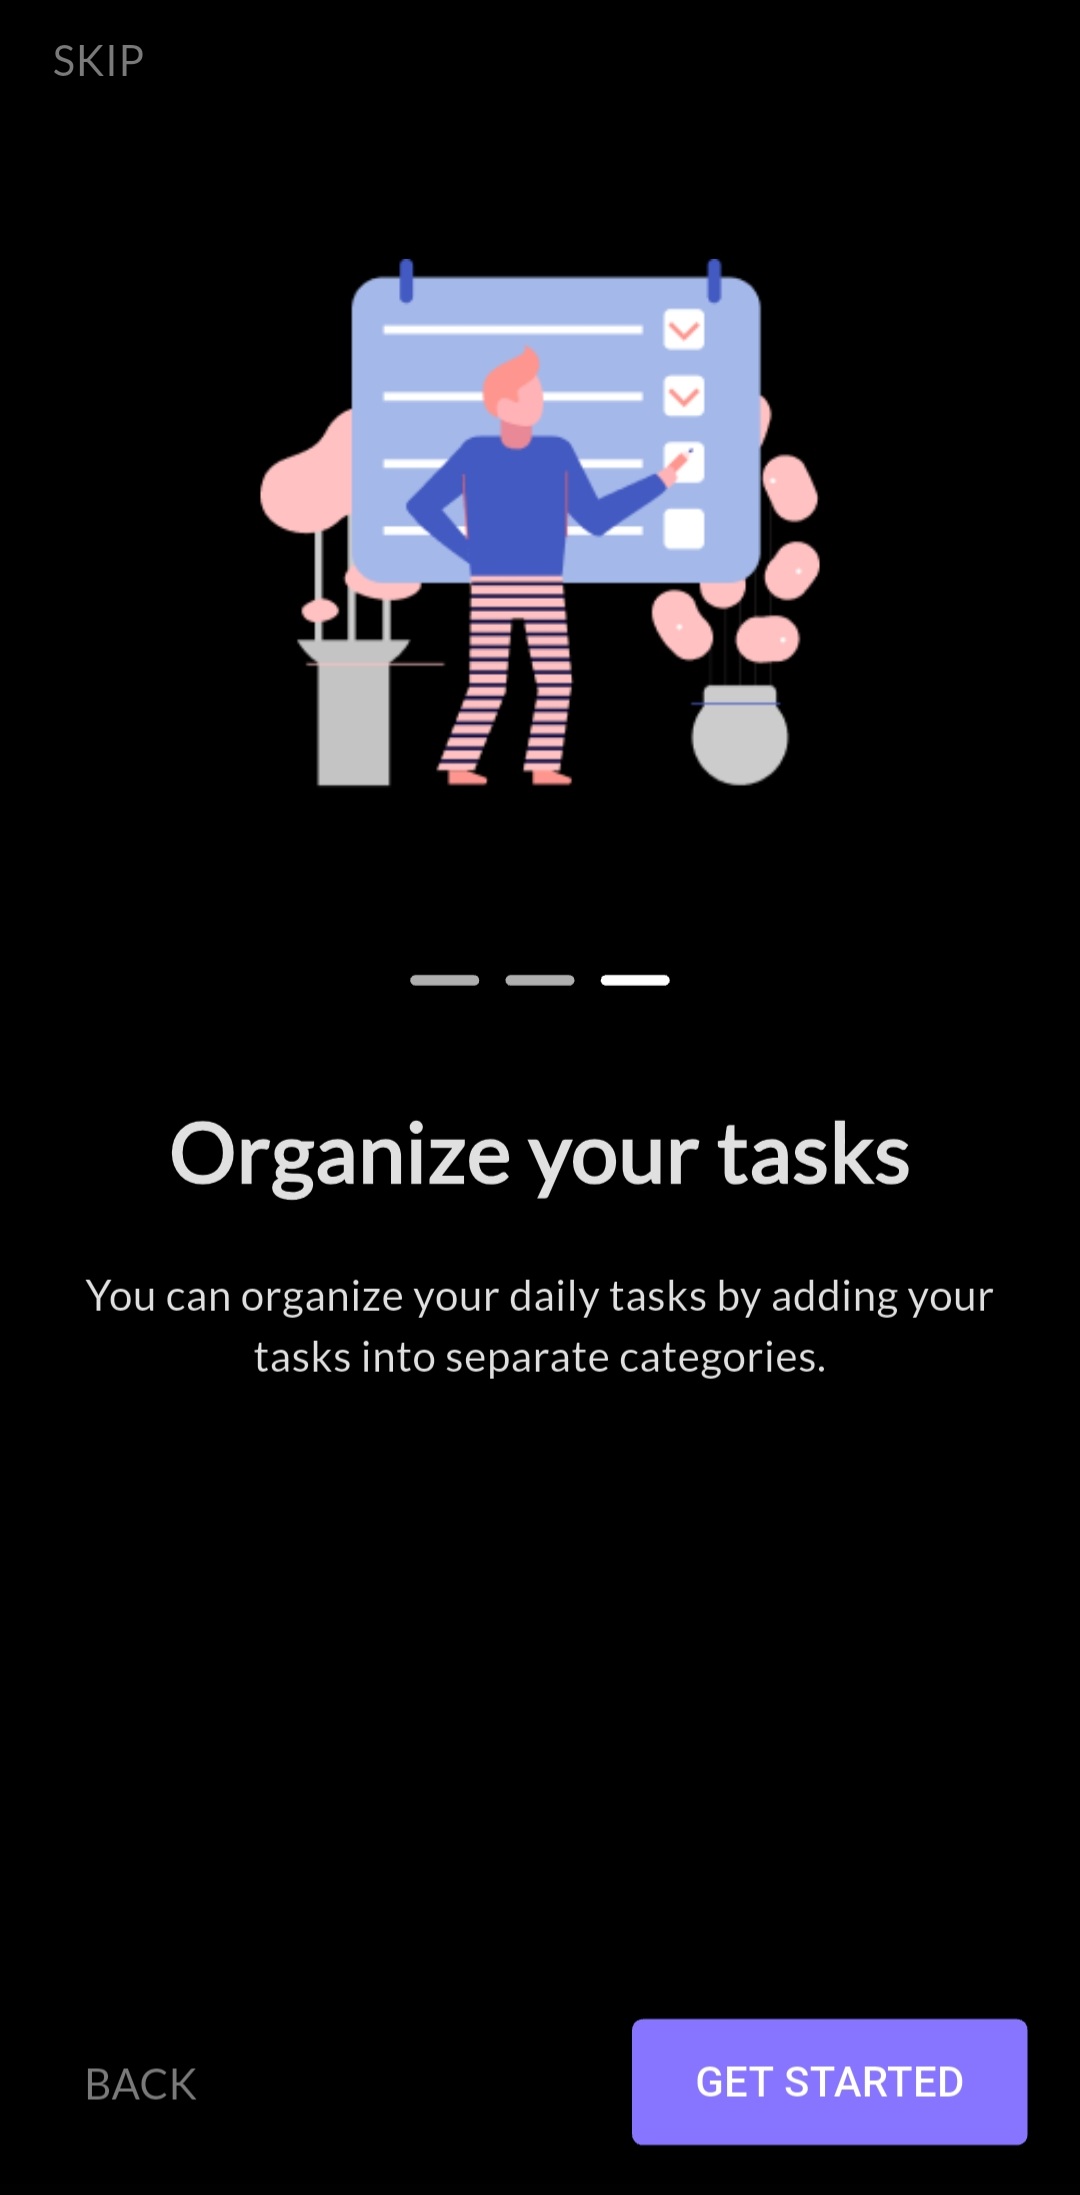 SKIP
Organize your tasks
You can organize your daily tasks by adding your
tasks into separate categories.
BACK
GET STARTED